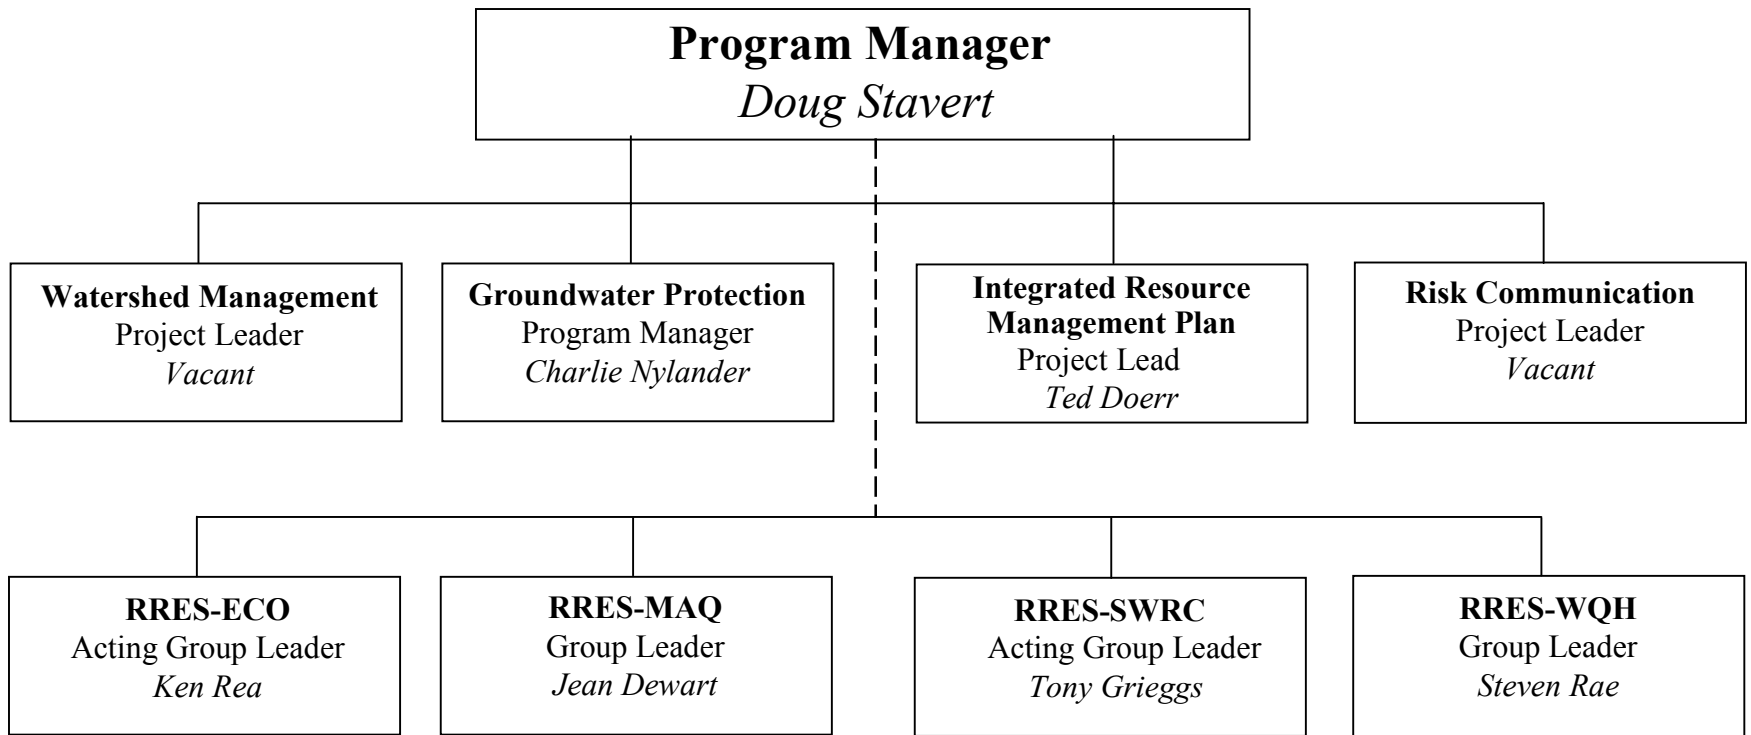 Program Manager
Doug Stavert
Watershed Management
Project Leader
Vacant
Groundwater Protection
Program Manager
Charlie Nylander
Integrated Resource
Management Plan
Project Lead
Ted Doerr
Risk Communication
Project Leader
Vacant
RRES-ECO
Acting Group Leader
Ken Rea
RRES-MAQ
Group Leader
Jean Dewart
RRES-SWRC
Acting Group Leader
Tony Grieggs
RRES-WQH
Group Leader
Steven Rae